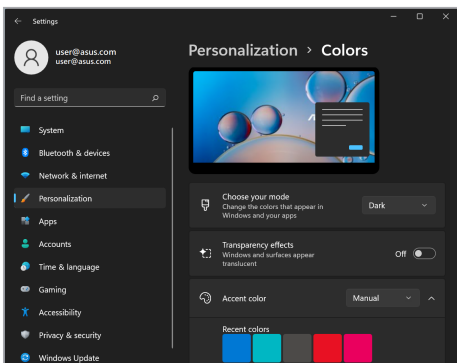 Settings
user@asus.com
user@asus.com
Find a setting
System
Bluetooth & devices
Network & internet
Personalization
Apps
Accounts
Time & language
Gaming
Accessibility
Privacy & security
Windows Update
Personalization > Colors
Choose your mode
Change the colors that appear in
Windows and your apps
Dark
Transparency effects
Windows and surfaces appear
translucent
Off
Accent color
Manual
Recent colors